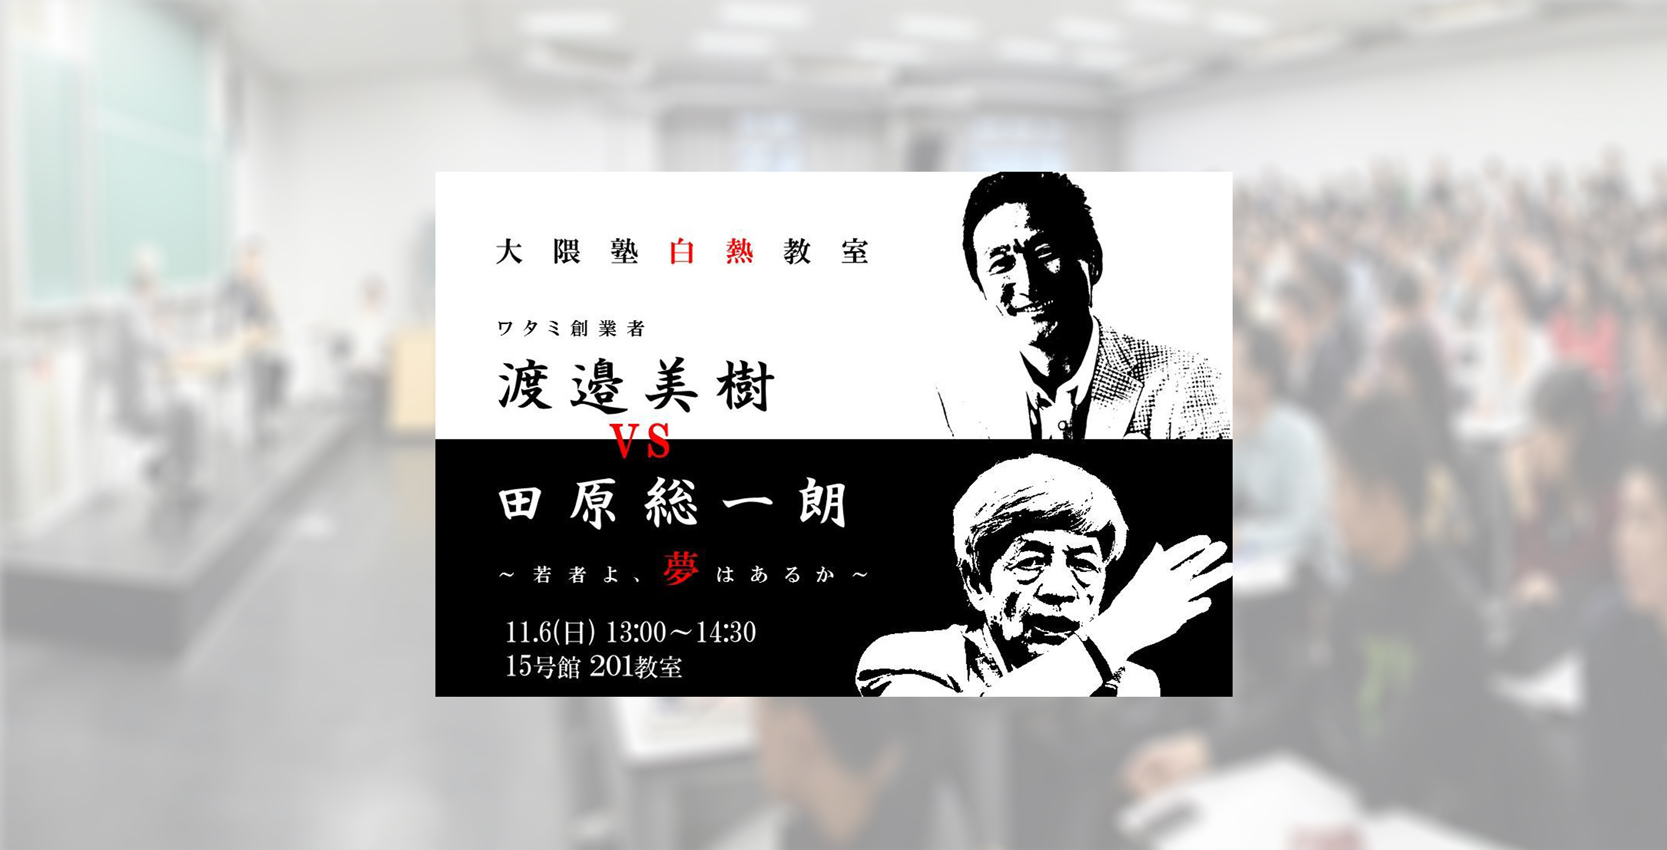 大隈塾白熱教室
ワタミ創業者
渡邉美樹
VS
田原総一朗
～若者よ、夢はあるか～
11.6(日) 13:00～14:30
15号館 201教室